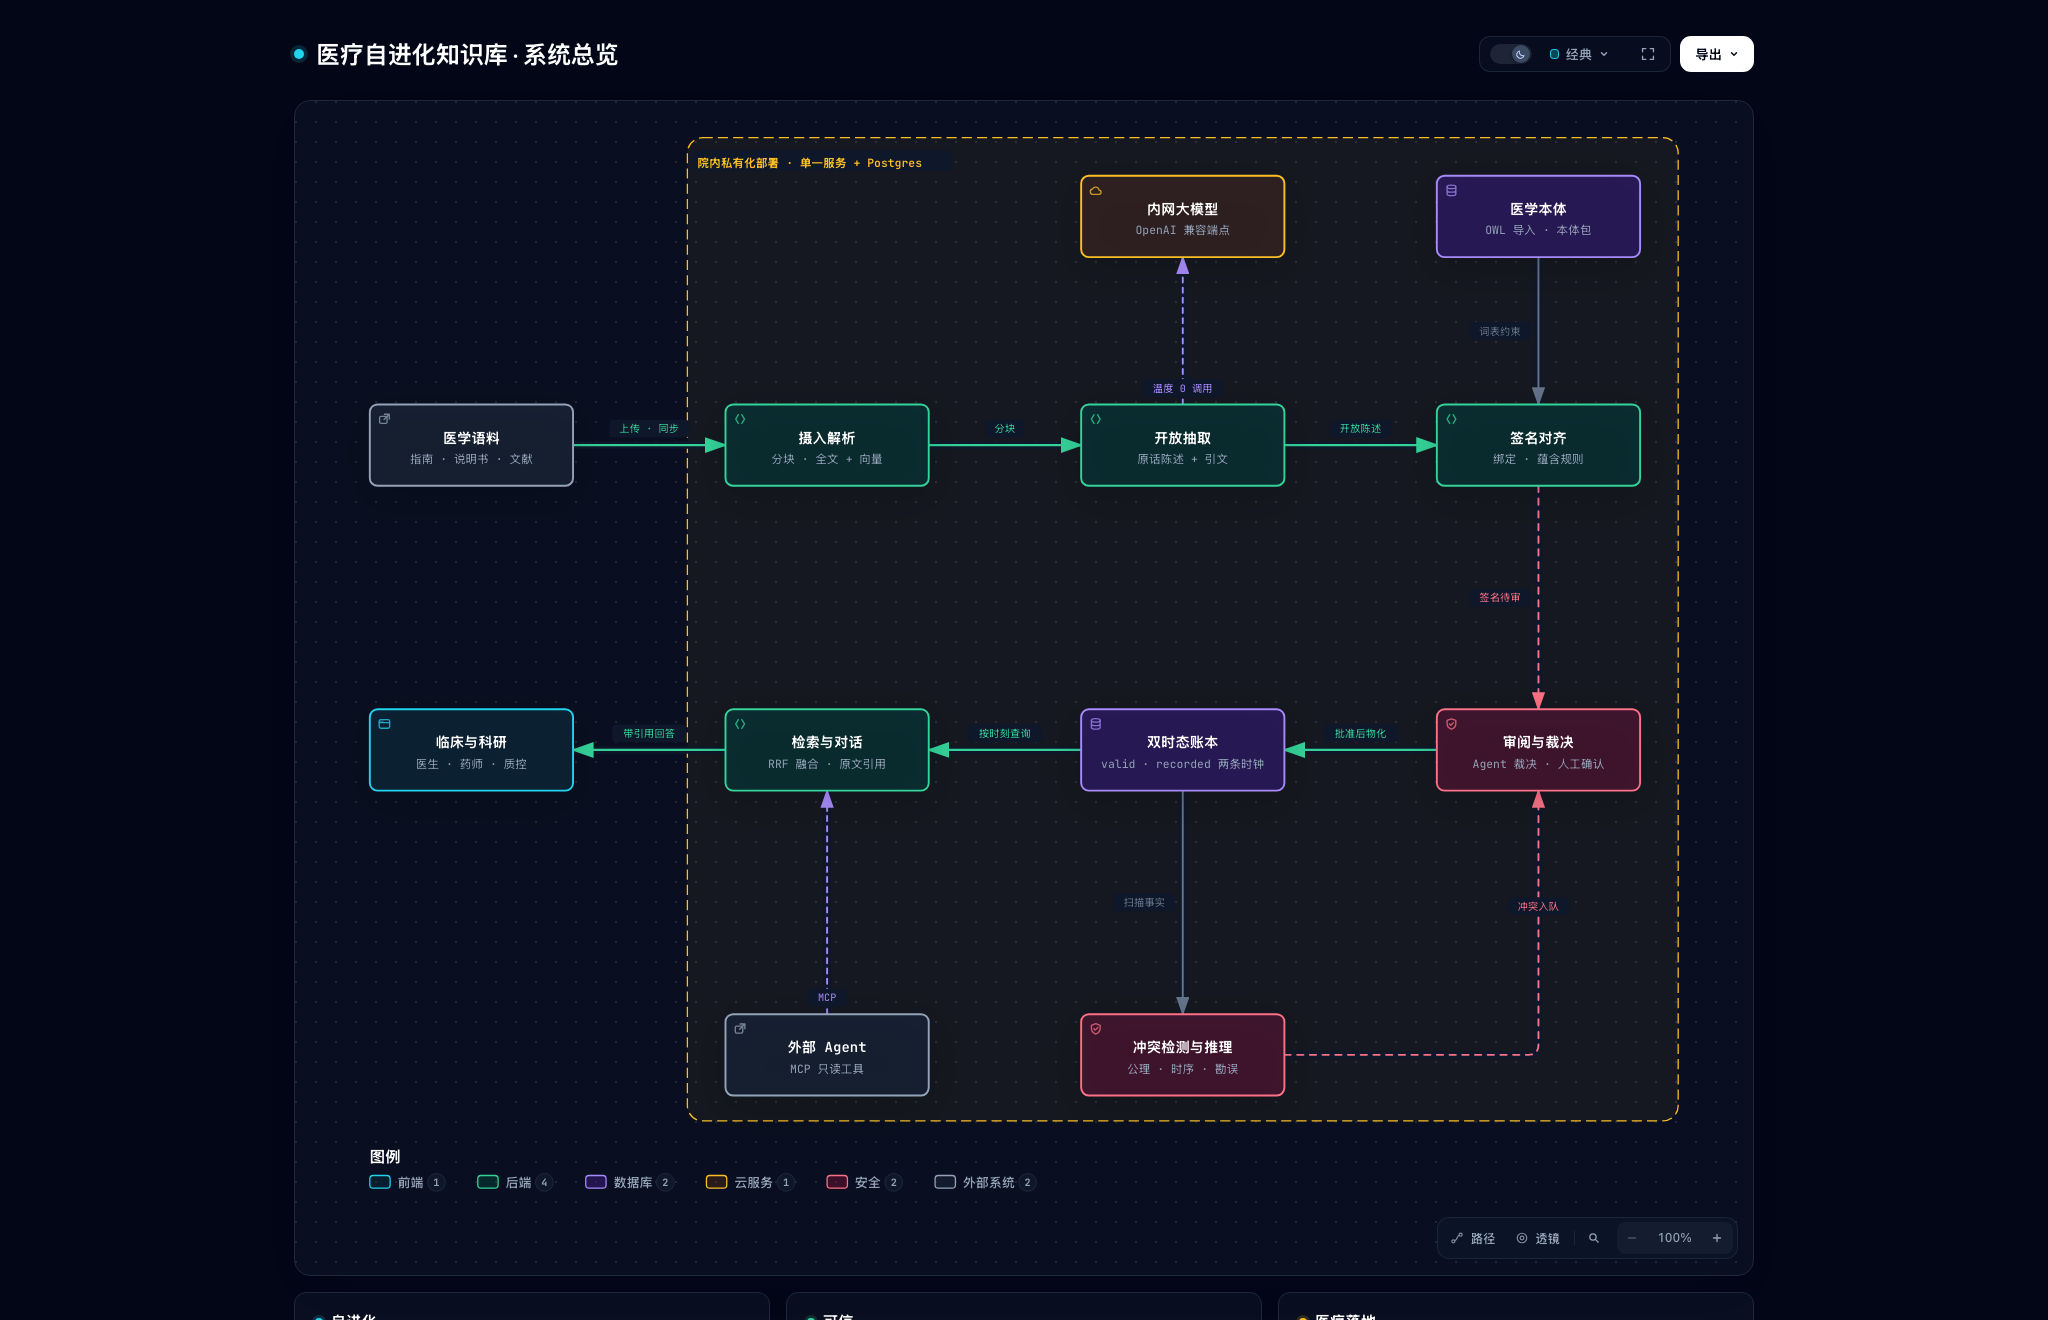 医疗自进化知识库 · 系统总览
经典
导出
院内私有化部署 · 单一服务 + Postgres
内网大模型
OpenAI 兼容端点
医学本体
OWL 导入 · 本体包
词表约束
温度 0 调用
医学语料
指南 · 说明书 · 文献
上传 · 同步
摄入解析
分块 · 全文 + 向量
分块
开放抽取
原话陈述 + 引文
开放陈述
签名对齐
绑定 · 蕴含规则
签名待审
临床与科研
医生 · 药师 · 质控
带引用回答
检索与对话
RRF 融合 · 原文引用
按时刻查询
双时态账本
valid · recorded 两条时钟
批准后物化
审阅与裁决
Agent 裁决 · 人工确认
扫描事实
冲突入队
MCP
外部 Agent
MCP 只读工具
冲突检测与推理
公理 · 时序 · 勘误
图例
前端 1
后端 4
数据库 2
云服务 1
安全 2
外部系统 2
路径
透镜
− 100% +
自进化
可信
医疗落地